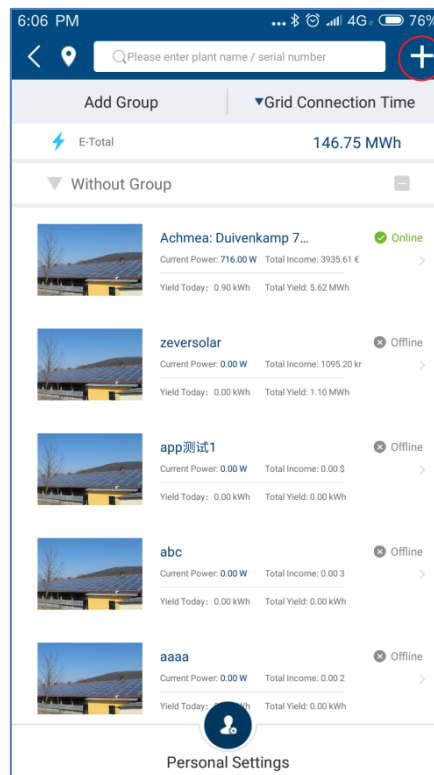 6:06 PM ... 4G 76%
Please enter plant name / serial number
Add Group ▼Grid Connection Time
E-Total 146.75 MWh
Without Group
Achmea: Duivenkamp 7... Online
Current Power: 716.00 W Total Income: 3935.61 €
Yield Today: 0.90 kWh Total Yield: 5.62 MWh
zeversolar Offline
Current Power: 0.00 W Total Income: 1095.20 kr
Yield Today: 0.00 kWh Total Yield: 1.10 MWh
app测试1 Offline
Current Power: 0.00 W Total Income: 0.00 $
Yield Today: 0.00 kWh Total Yield: 0.00 kWh
abc Offline
Current Power: 0.00 W Total Income: 0.00 3
Yield Today: 0.00 kWh Total Yield: 0.00 kWh
aaaa Offline
Current Power: 0.00 W Total Income: 0.00 2
Yield Today: kWh Total Yield: 0.00 kWh
Personal Settings